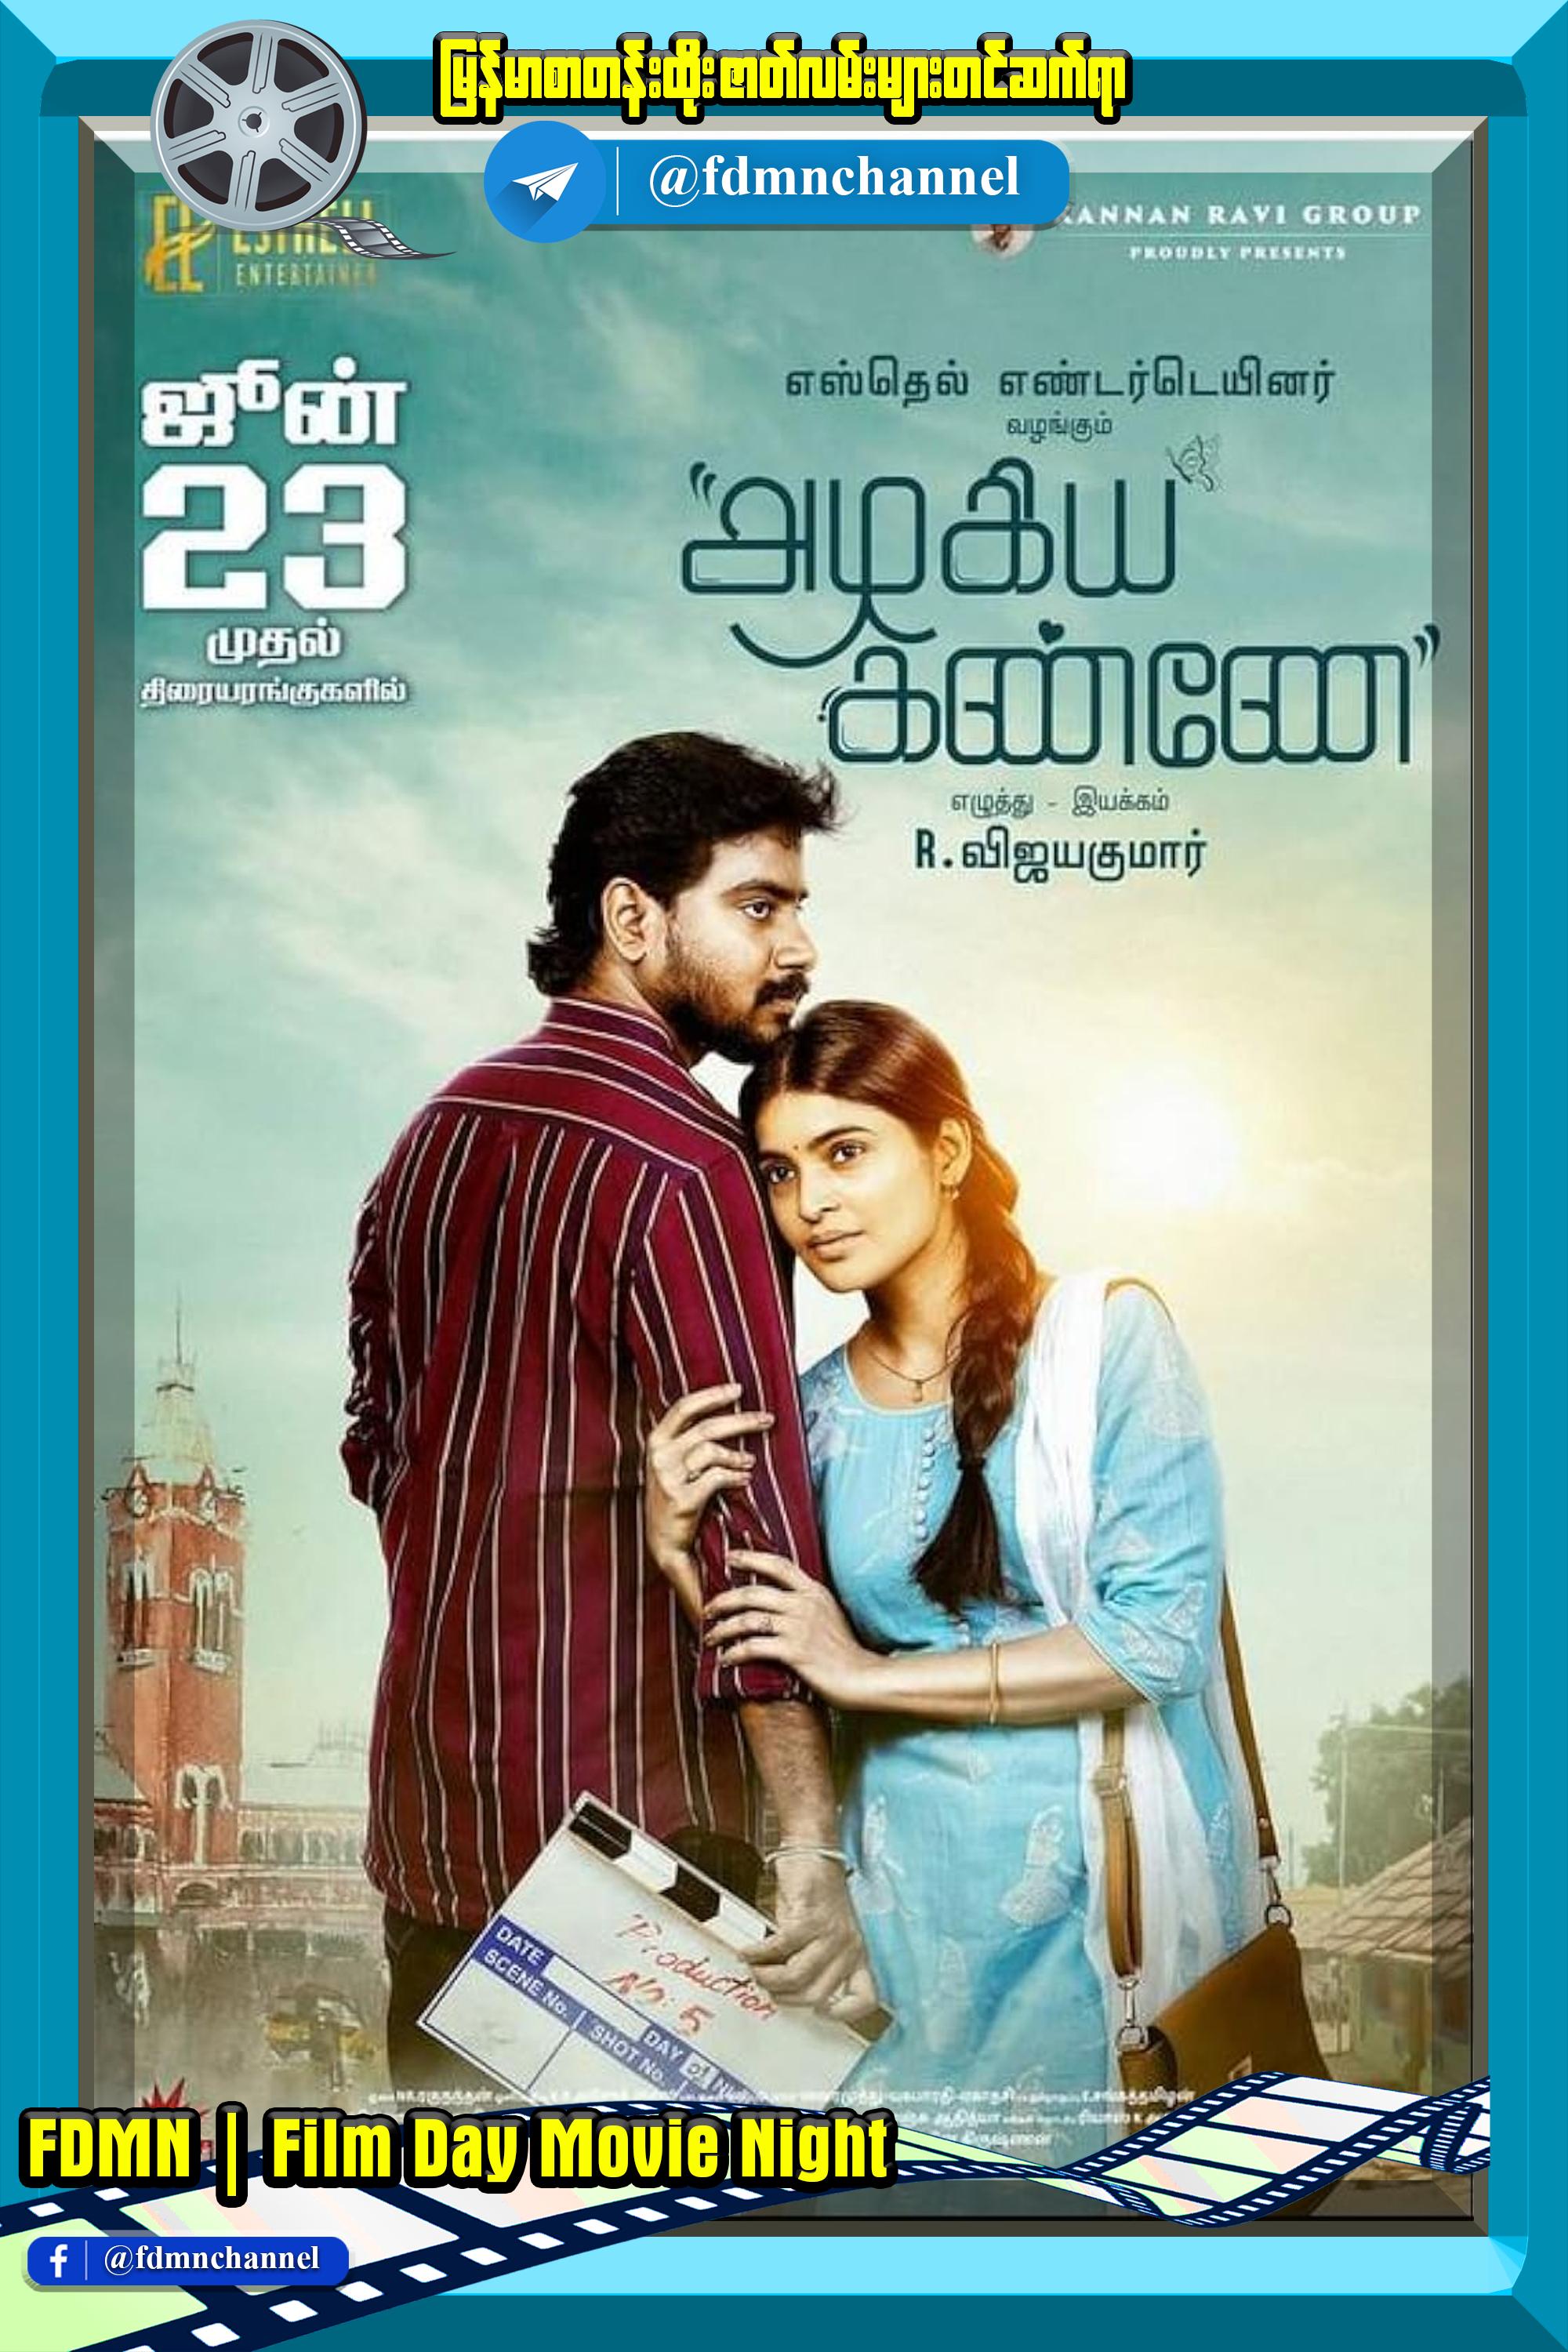 မြန်မာစာတန်းထိုး ဇာတ်လမ်းများတင်ဆက်ရာ
@fdmnchannel
KANNAN RAVI GROUP
PROUDLY PRESENTS
ENTERTAINER
ஜூன்
23
முதல்
திரையரங்குகளில்
எஸ்தெல் எண்டர்டெயினர்
வழங்கும்
"அழகிய
கண்ணே"
எழுத்து - இயக்கம்
R.விஜயகுமார்
Production
No: 5
DATE
SCENE No.
DAY
SHOT No.
FDMN | Film Day Movie Night
@fdmnchannel